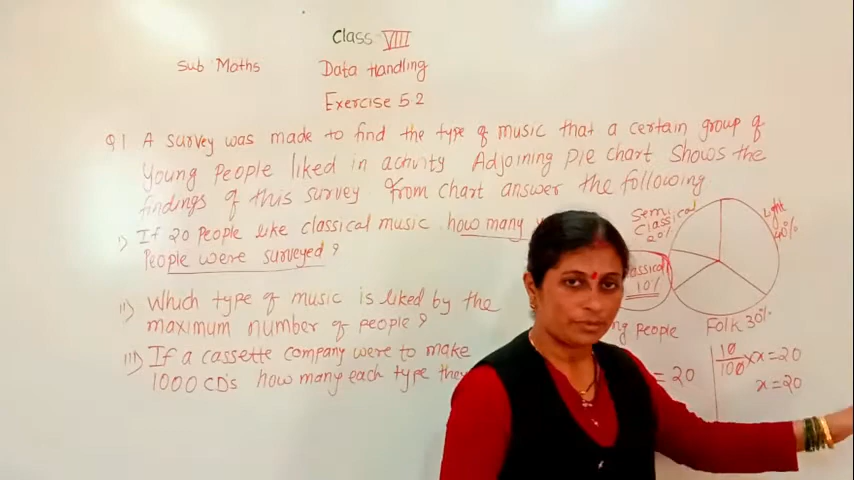 Class VIII
Sub Maths
Data Handling
Exercise 5 2
Q1 A survey was made to find the type of music that a certain group of
Young People liked in activity Adjoining Pie chart Shows the
findings of this survey From chart answer the following
i) If 20 People like classical music how many
People were surveyed?
ii) Which type of music is liked by the
maximum number of people?
iii) If a cassette company were to make
1000 CD's how many each type
Semi
Classical
20%
Light
40%
10%
Folk 30%
people
= 20
10/100 x x = 20
x = 20